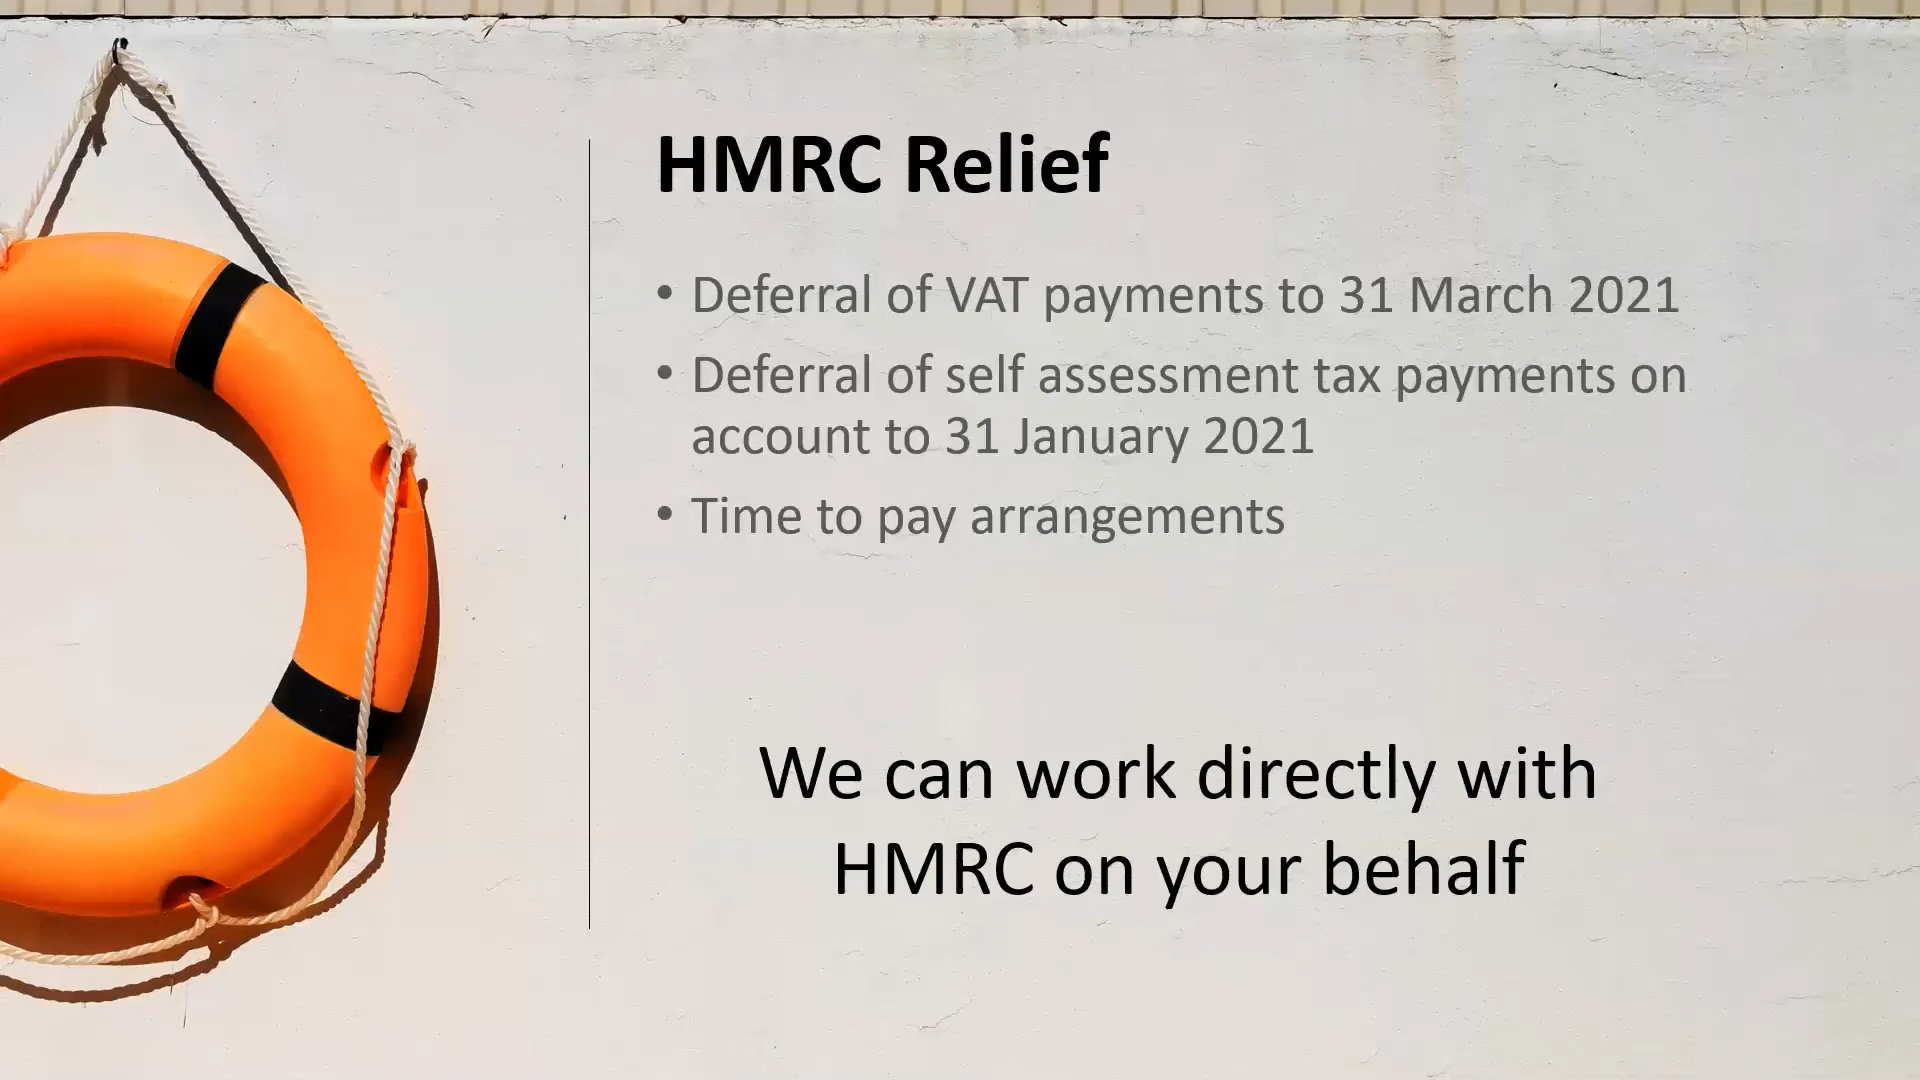 HMRC Relief
• Deferral of VAT payments to 31 March 2021
• Deferral of self assessment tax payments on
account to 31 January 2021
• Time to pay arrangements
We can work directly with
HMRC on your behalf